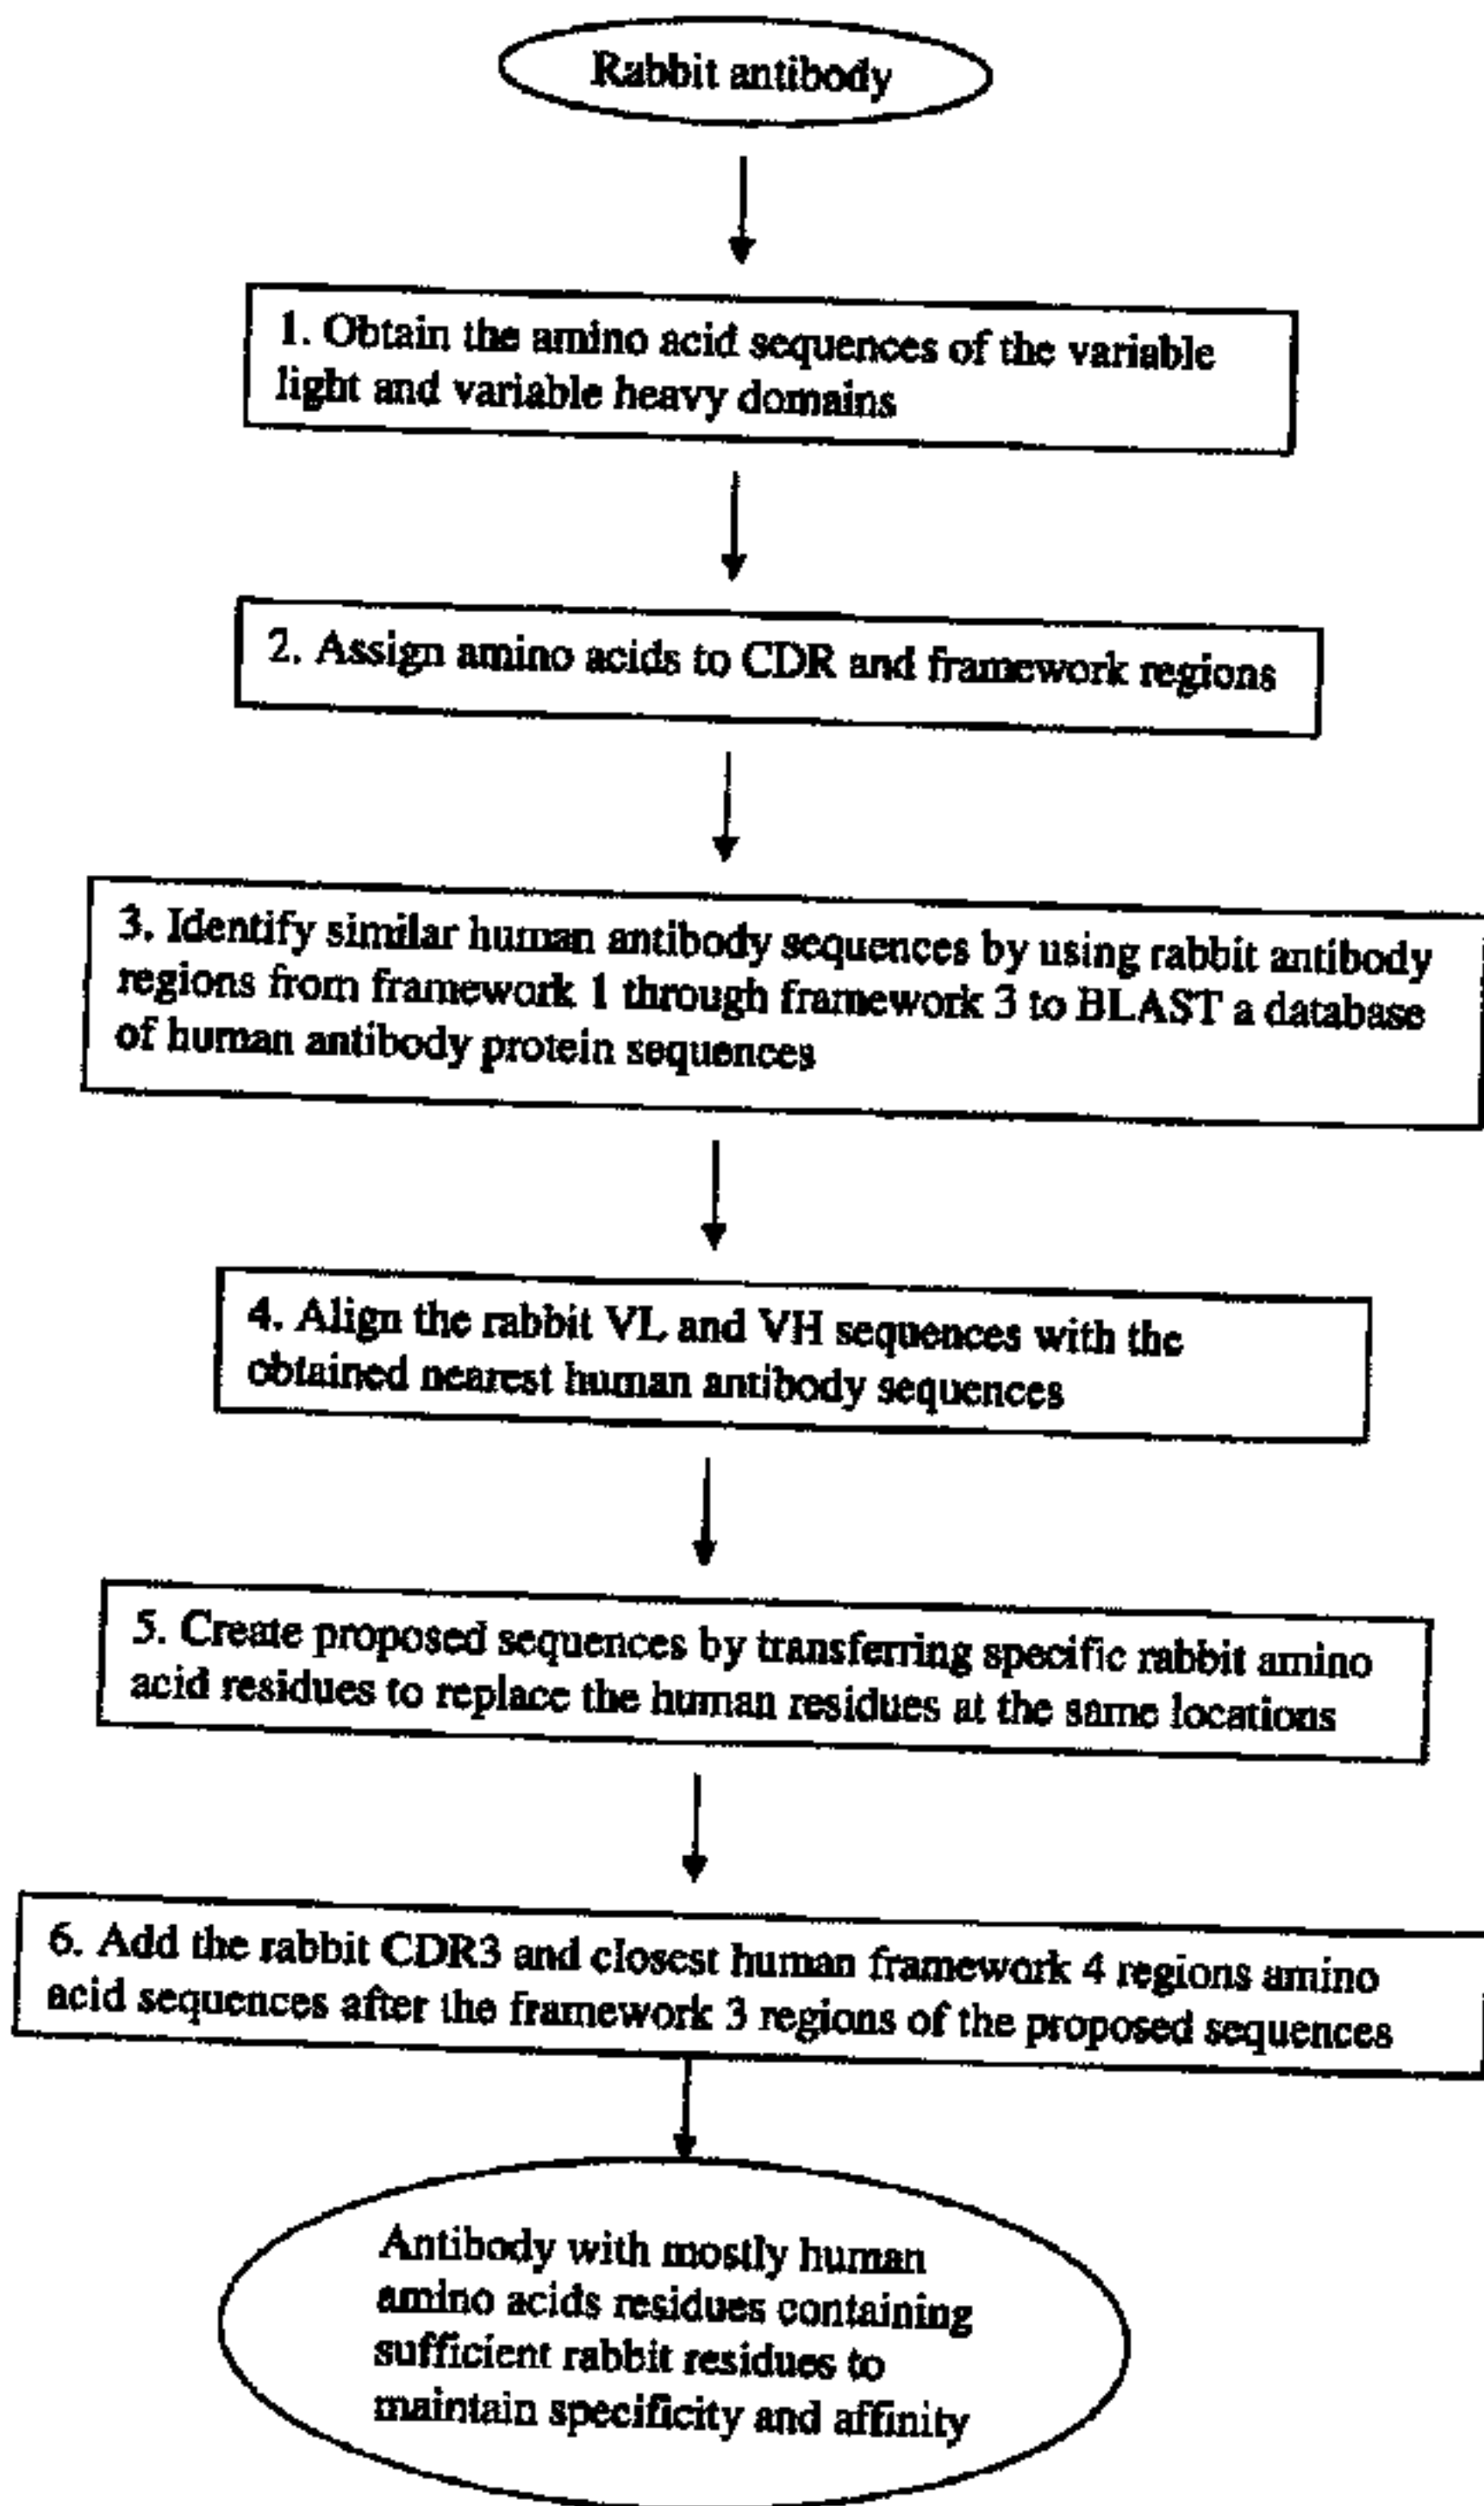 Rabbit antibody
1. Obtain the amino acid sequences of the variable
light and variable heavy domains
2. Assign amino acids to CDR and framework regions
3. Identify similar human antibody sequences by using rabbit antibody
regions from framework 1 through framework 3 to BLAST a database
of human antibody protein sequences
4. Align the rabbit VL and VH sequences with the
obtained nearest human antibody sequences
5. Create proposed sequences by transferring specific rabbit amino
acid residues to replace the human residues at the same locations
6. Add the rabbit CDR3 and closest human framework 4 regions amino
acid sequences after the framework 3 regions of the proposed sequences
Antibody with mostly human
amino acids residues containing
sufficient rabbit residues to
maintain specificity and affinity